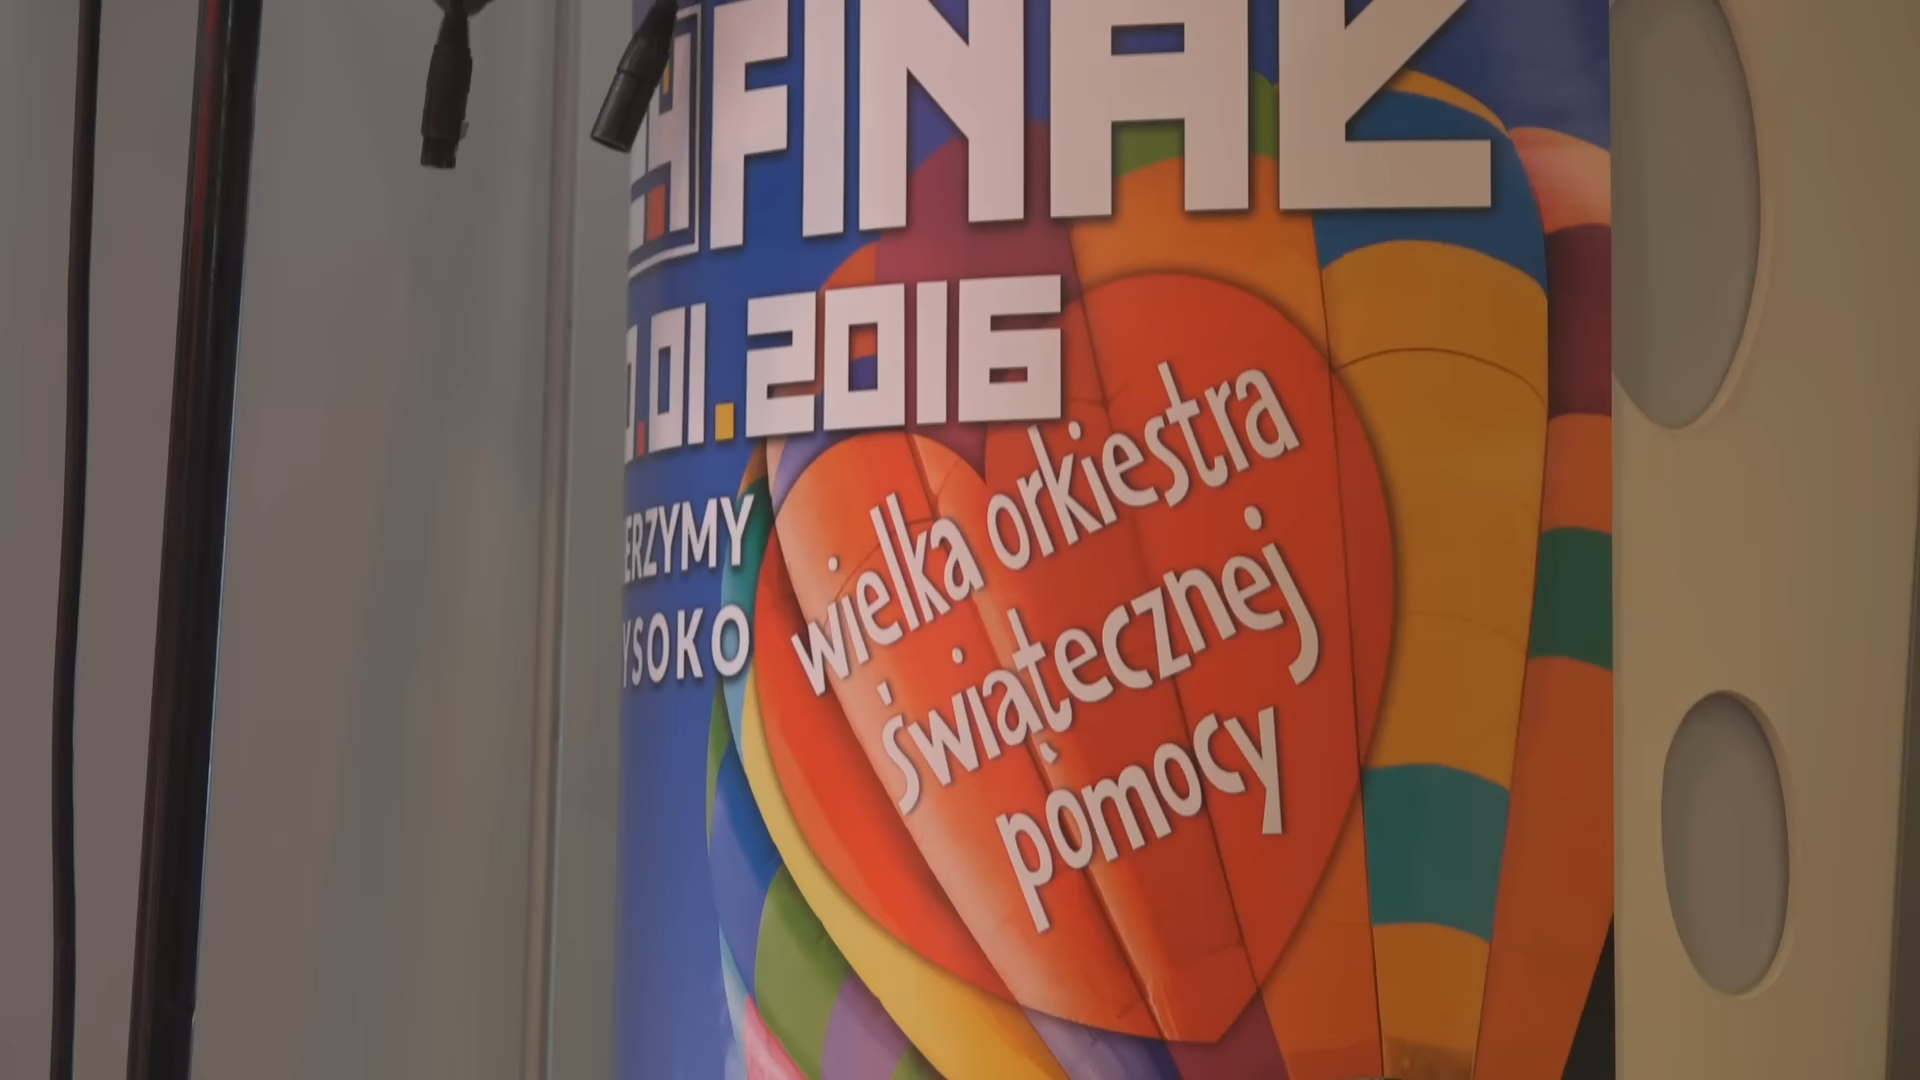 FINAŁ
.01.2016
ERZYMY
YSOKO
wielka orkiestra
świątecznej
pomocy